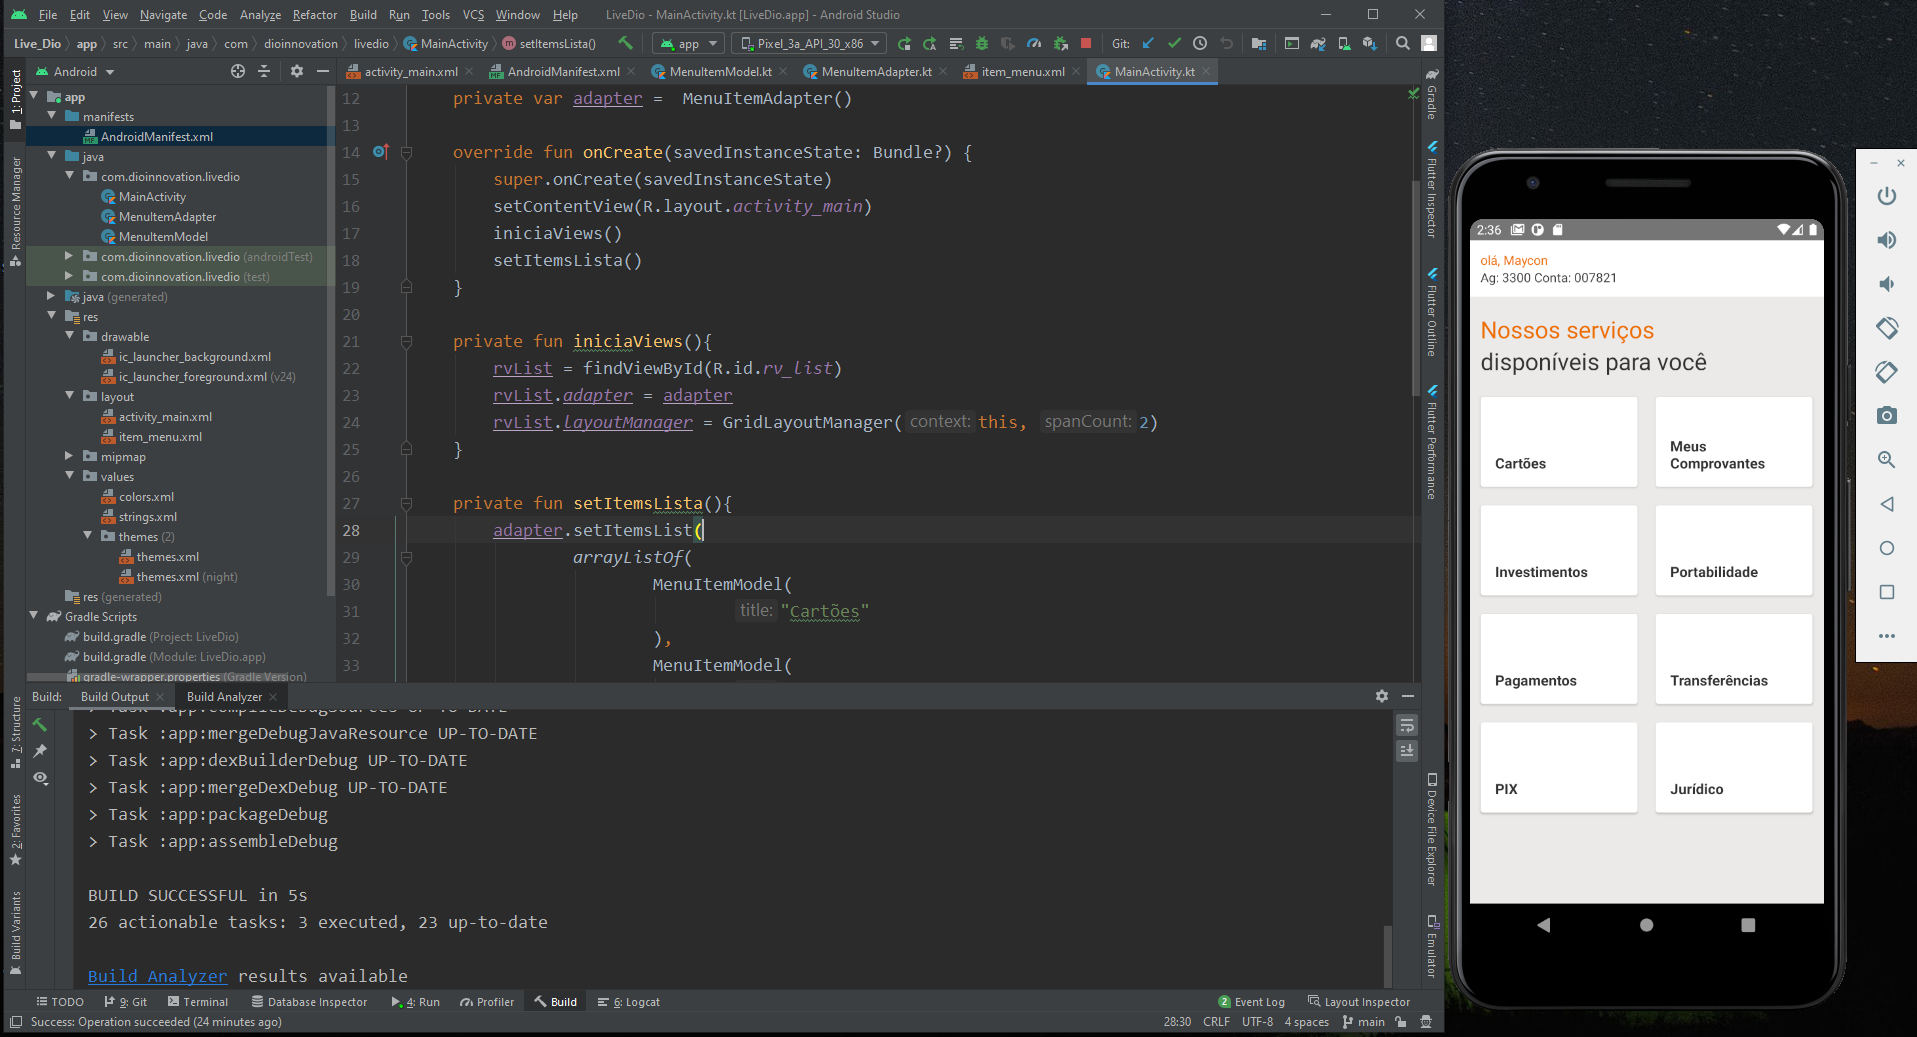 File Edit View Navigate Code Analyze Refactor Build Run Tools VCS Window Help LiveDio - MainActivity.kt [LiveDio.app] - Android Studio
Live_Dio app src main java com dioinnovation livedio MainActivity setItemsLista() app Pixel_3a_API_30_x86 Git:
Android
activity_main.xml AndroidManifest.xml MenuItemModel.kt MenuItemAdapter.kt item_menu.xml MainActivity.kt
1: Project
Resource Manager
7: Structure
2: Favorites
Build Variants
app
manifests
AndroidManifest.xml
java
com.dioinnovation.livedio
MainActivity
MenuItemAdapter
MenuItemModel
com.dioinnovation.livedio (androidTest)
com.dioinnovation.livedio (test)
java (generated)
res
drawable
ic_launcher_background.xml
ic_launcher_foreground.xml (v24)
layout
activity_main.xml
item_menu.xml
mipmap
values
colors.xml
strings.xml
themes (2)
themes.xml
themes.xml (night)
res (generated)
Gradle Scripts
build.gradle (Project: LiveDio)
build.gradle (Module: LiveDio.app)
gradle-wrapper.properties (Gradle Version)
12 private var adapter = MenuItemAdapter()
13
14 override fun onCreate(savedInstanceState: Bundle?) {
15 super.onCreate(savedInstanceState)
16 setContentView(R.layout.activity_main)
17 iniciaViews()
18 setItemsLista()
19 }
20
21 private fun iniciaViews(){
22 rvList = findViewById(R.id.rv_list)
23 rvList.adapter = adapter
24 rvList.layoutManager = GridLayoutManager( context: this, spanCount: 2)
25 }
26
27 private fun setItemsLista(){
28 adapter.setItemsList(
29 arrayListOf(
30 MenuItemModel(
31 title: "Cartões"
32 ),
33 MenuItemModel(
Gradle
Flutter Inspector
Flutter Outline
Flutter Performance
Device File Explorer
Emulator
Build: Build Output Build Analyzer
> Task :app:compileDebugSources UP-TO-DATE
> Task :app:mergeDebugJavaResource UP-TO-DATE
> Task :app:dexBuilderDebug UP-TO-DATE
> Task :app:mergeDexDebug UP-TO-DATE
> Task :app:packageDebug
> Task :app:assembleDebug
BUILD SUCCESSFUL in 5s
26 actionable tasks: 3 executed, 23 up-to-date
Build Analyzer results available
TODO 9: Git Terminal Database Inspector 4: Run Profiler Build 6: Logcat 2 Event Log Layout Inspector
Success: Operation succeeded (24 minutes ago) 28:30 CRLF UTF-8 4 spaces main
2:36
olá, Maycon
Ag: 3300 Conta: 007821
Nossos serviços
disponíveis para você
Cartões
Meus
Comprovantes
Investimentos
Portabilidade
Pagamentos
Transferências
PIX
Jurídico